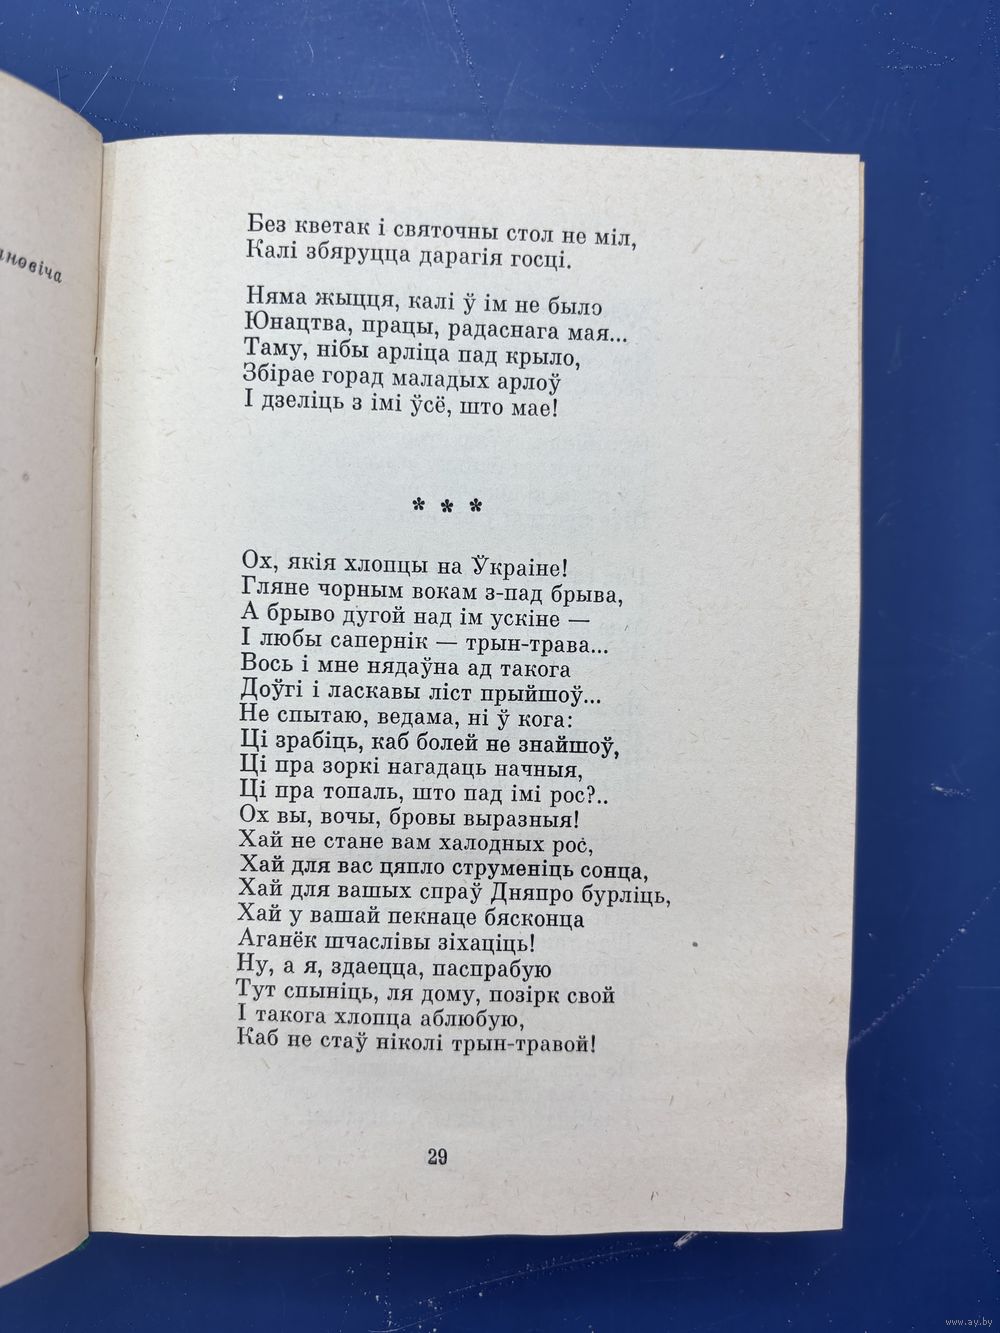 Без кветак і святочны стол не міл,
Калі збяруцца дарагія госці.
Няма жыцця, калі ў ім не было
Юнацтва, працы, радаснага мая...
Таму, нібы арліца пад крыло,
Збірае горад маладых арлоў
І дзеліць з імі ўсё, што мае!
* * *
Ох, якія хлопцы на Ўкраіне!
Гляне чорным вокам з-пад брыва,
А брыво дугой над ім ускіне —
І любы сапернік — трын-трава...
Вось і мне нядаўна ад такога
Доўгі і ласкавы ліст прыйшоў...
Не спытаю, ведама, ні ў кога:
Ці зрабіць, каб болей не знайшоў,
Ці пра зоркі нагадаць начныя,
Ці пра топаль, што пад імі рос?..
Ох вы, вочы, бровы выразныя!
Хай не стане вам халодных рос,
Хай для вас цяпло струменіць сонца,
Хай для вашых спраў Дняпро бурліць,
Хай у вашай пекнаце бясконца
Аганёк шчаслівы зіхаціць!
Ну, а я, здаецца, паспрабую
Тут спыніць, ля дому, позірк свой
І такога хлопца аблюбую,
Каб не стаў ніколі трын-травой!
29
www.ay.by